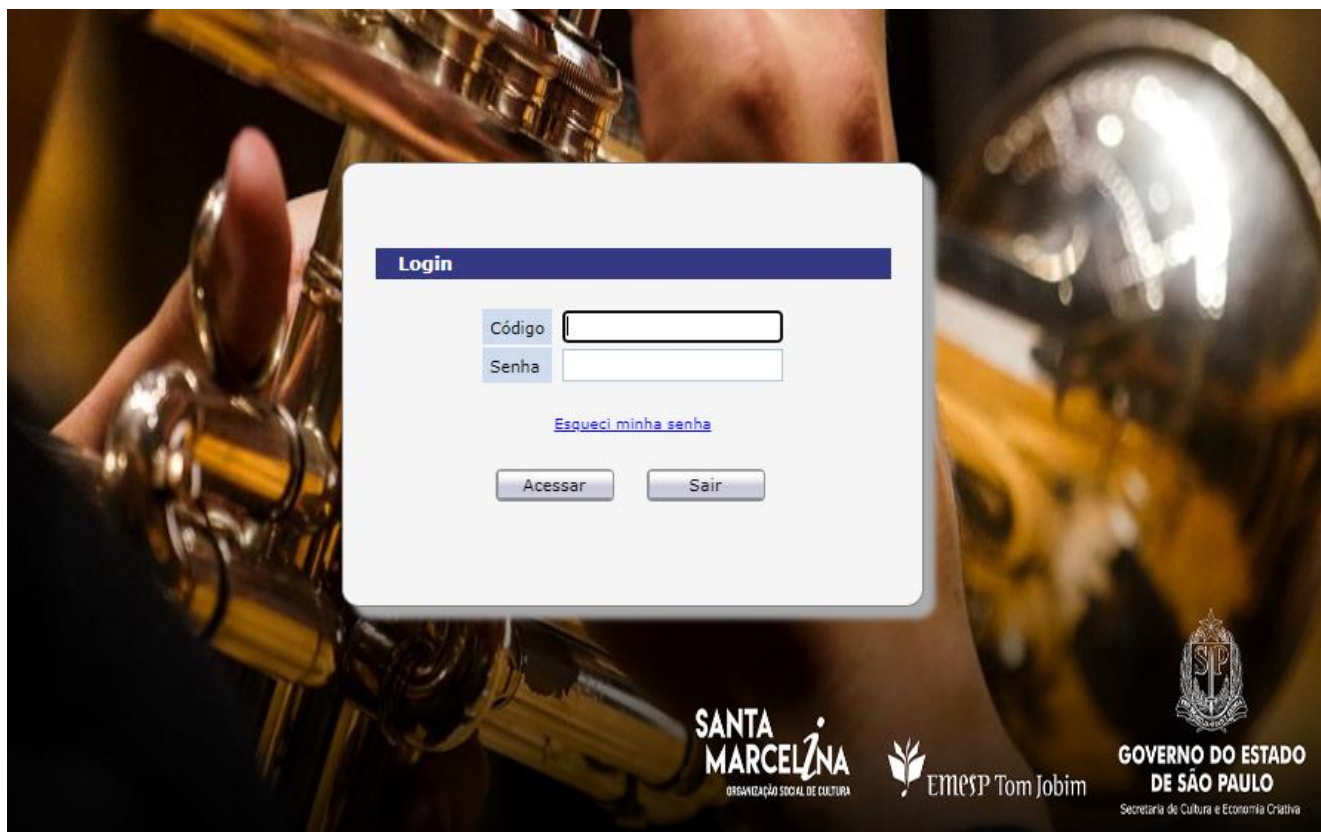 Login
Código
Senha
Esqueci minha senha
Acessar
Sair
SANTA
MARCELINA
ORGANIZAÇÃO SOCIAL DE CULTURA
EMESP Tom Jobim
SP
GOVERNO DO ESTADO
DE SÃO PAULO
Secretaria de Cultura e Economia Criativa